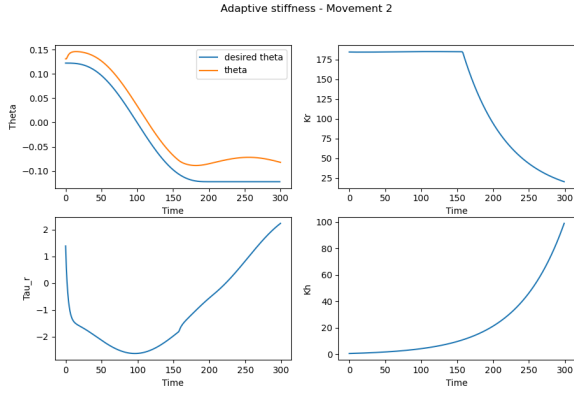 Adaptive stiffness - Movement 2
0.15
0.10
0.05
0.00
−0.05
−0.10
Theta
desired theta
theta
0 50 100 150 200 250 300
Time
175
150
125
100
75
50
25
Kr
0 50 100 150 200 250 300
Time
2
1
0
−1
−2
Tau_r
0 50 100 150 200 250 300
Time
100
80
60
40
20
0
Kh
0 50 100 150 200 250 300
Time